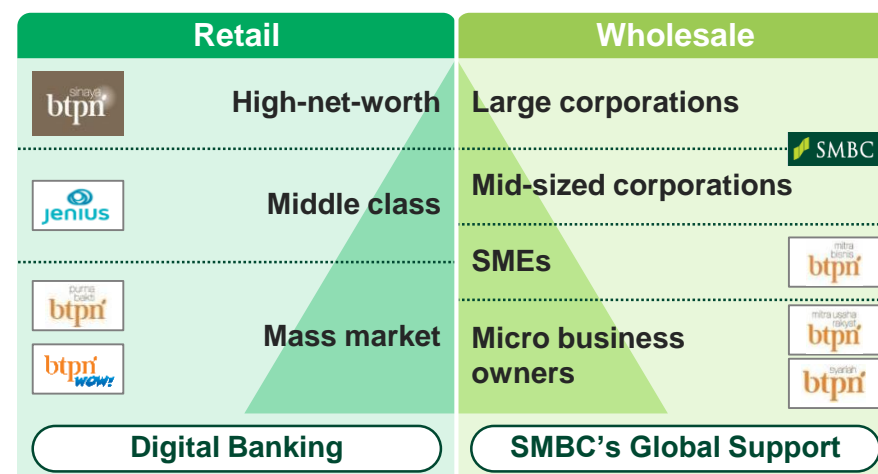 Retail
Wholesale
sinaya
btpn
High-net-worth
Large corporations
SMBC
Jenius
Middle class
Mid-sized corporations
SMEs
mitra
bisnis
btpn
purna
bakti
btpn
Mass market
btpn
wow!
Micro business
owners
mitra usaha
rakyat
btpn
syariah
btpn
Digital Banking
SMBC's Global Support